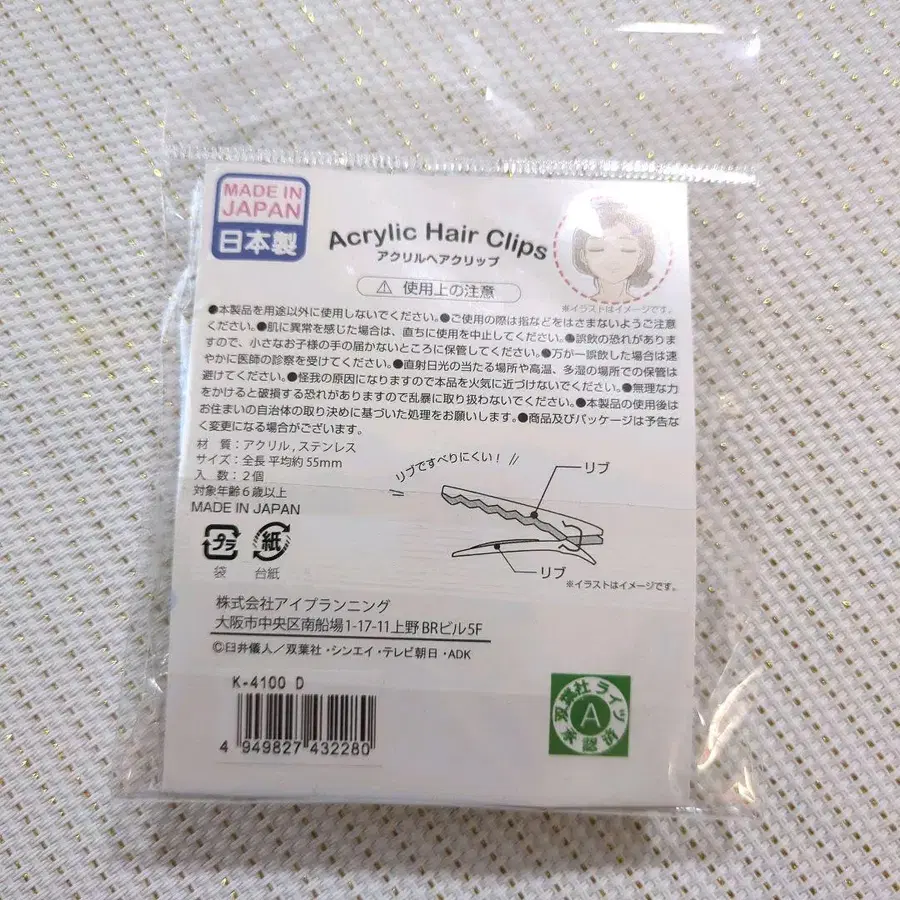 MADE IN
JAPAN
日本製
Acrylic Hair Clips
アクリルヘアクリップ
⚠ 使用上の注意
※イラストはイメージです。
●本製品を用途以外に使用しないでください。●ご使用の際は指などをはさまないようご注意
ください。●肌に異常を感じた場合は、直ちに使用を中止してください。●誤飲の恐れがありま
すので、小さなお子様の手の届かないところに保管してください。●万が一誤飲した場合は速
やかに医師の診察を受けてください。●直射日光の当たる場所や高温、多湿の場所での保管は
避けてください。●怪我の原因になりますので本品を火気に近づけないでください。●無理な力
をかけると破損する恐れがありますので乱暴に取り扱わないでください。●本製品の使用後は
お住まいの自治体の取り決めに基づいた処理をお願いします。●商品及びパッケージは予告な
く変更になる場合がございます。
材 質：アクリル , ステンレス
サイズ：全長 平均約 55mm
入 数：2個
対象年齢 6 歳以上
MADE IN JAPAN
リブですべりにくい！
リブ
リブ
※イラストはイメージです。
プラ
袋
紙
台紙
株式会社アイプランニング
大阪市中央区南船場1-17-11上野BRビル5F
©臼井儀人／双葉社・シンエイ・テレビ朝日・ADK
K-4100 D
4 949827 432280
双葉社ライツ
A
承認済